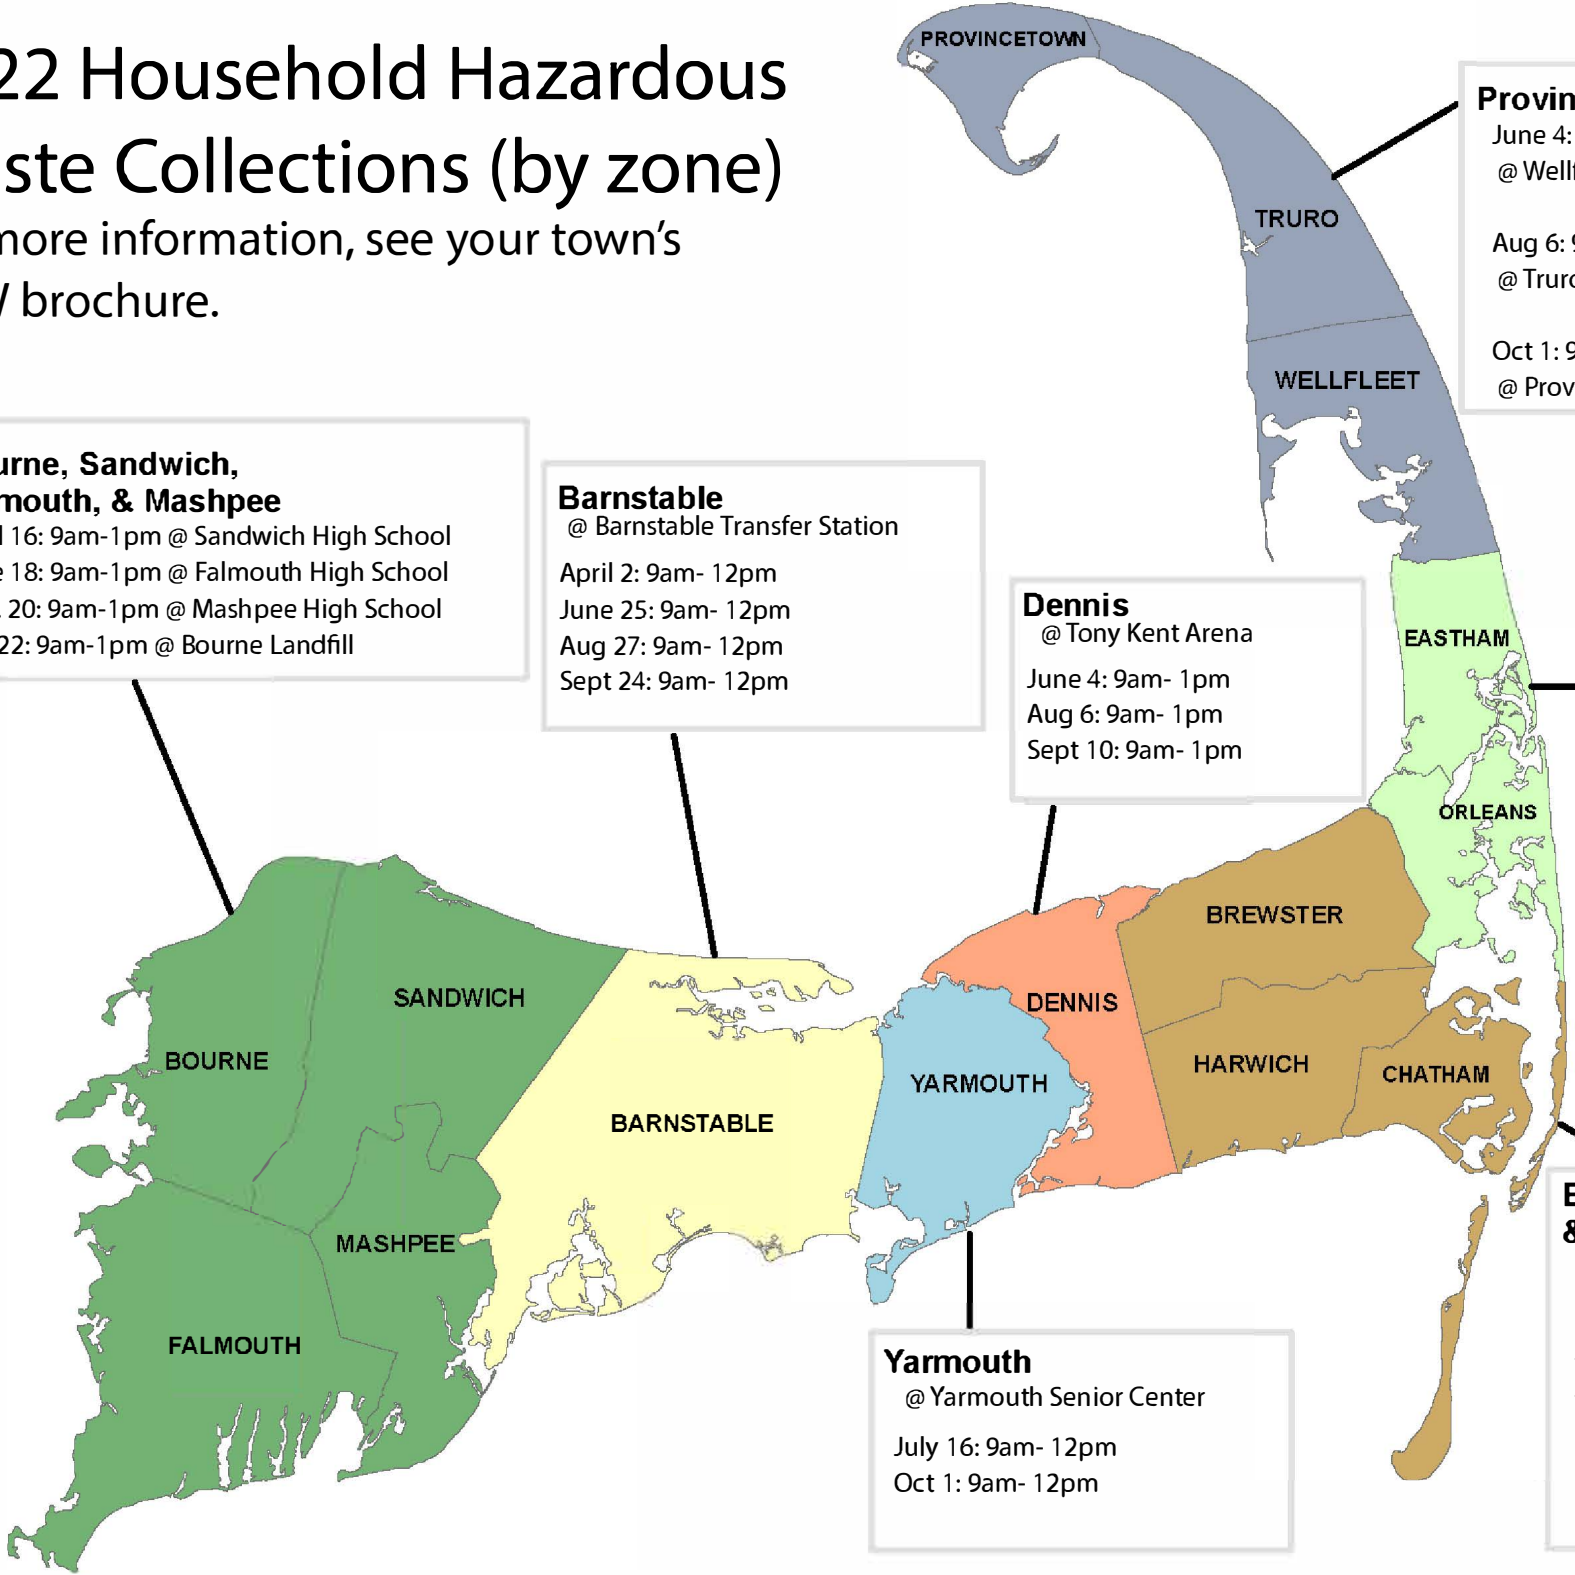 22 Household Hazardous
ste Collections (by zone)
more information, see your town's
brochure.
urne, Sandwich,
mouth, & Mashpee
l 16: 9am-1pm @ Sandwich High School
e 18: 9am-1pm @ Falmouth High School
. 20: 9am-1pm @ Mashpee High School
22: 9am-1pm @ Bourne Landfill
Barnstable
@ Barnstable Transfer Station
April 2: 9am- 12pm
June 25: 9am- 12pm
Aug 27: 9am- 12pm
Sept 24: 9am- 12pm
Dennis
@ Tony Kent Arena
June 4: 9am- 1pm
Aug 6: 9am- 1pm
Sept 10: 9am- 1pm
Provin
June 4:
@ Wellf
Aug 6: 9
@ Truro
Oct 1: 9
@ Prov
PROVINCETOWN
TRURO
WELLFLEET
EASTHAM
ORLEANS
BREWSTER
HARWICH
CHATHAM
DENNIS
YARMOUTH
BARNSTABLE
SANDWICH
BOURNE
MASHPEE
FALMOUTH
Yarmouth
@ Yarmouth Senior Center
July 16: 9am- 12pm
Oct 1: 9am- 12pm
&